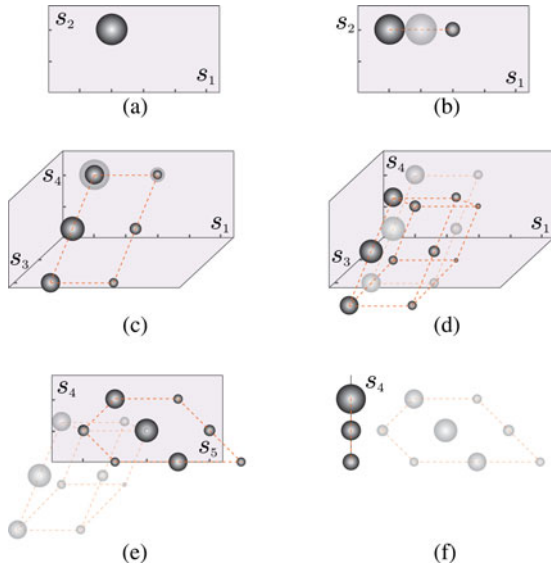 s₂
s₁
(a)
s₂
s₁
(b)
s₄
s₁
s₃
(c)
s₄
s₁
s₃
(d)
s₄
s₅
(e)
s₄
(f)